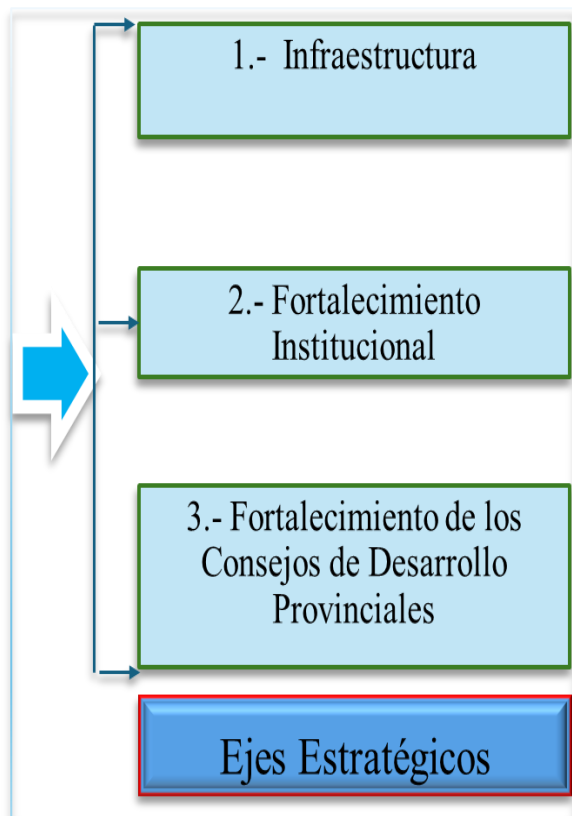 1.- Infraestructura
2.- Fortalecimiento
Institucional
3.- Fortalecimiento de los
Consejos de Desarrollo
Provinciales
Ejes Estratégicos